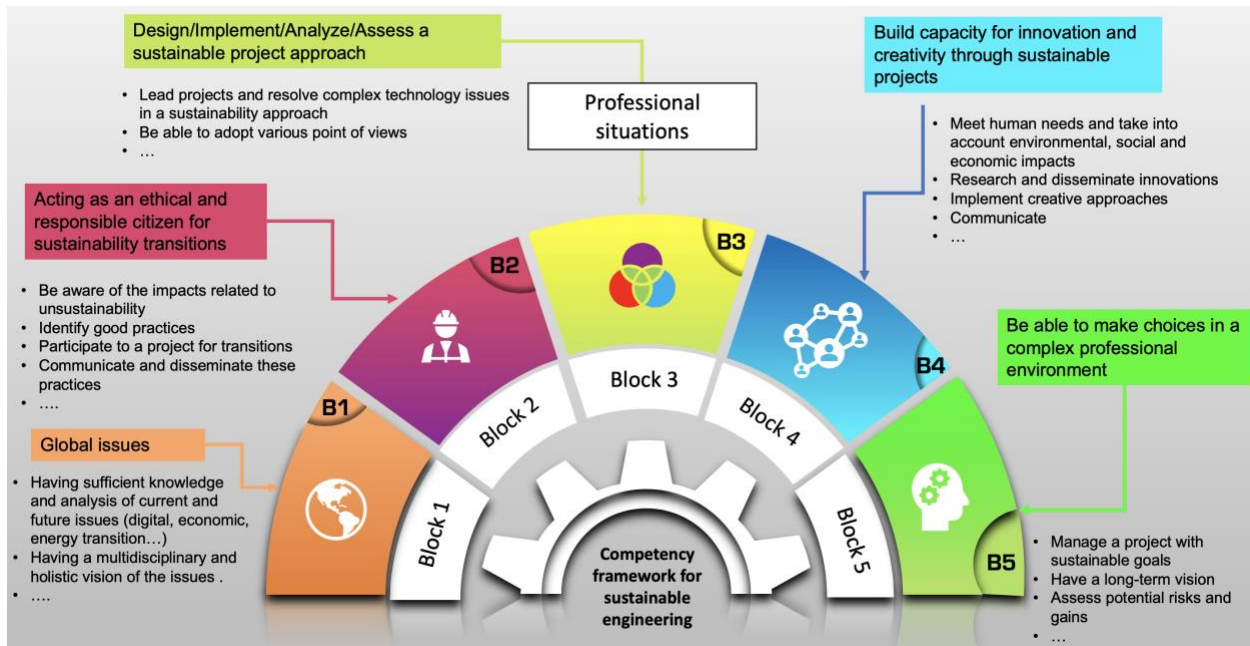 Design/Implement/Analyze/Assess a
sustainable project approach
• Lead projects and resolve complex technology issues
in a sustainability approach
• Be able to adopt various point of views
• …
Professional
situations
Build capacity for innovation and
creativity through sustainable
projects
• Meet human needs and take into
account environmental, social and
economic impacts
• Research and disseminate innovations
• Implement creative approaches
• Communicate
• …
Acting as an ethical and
responsible citizen for
sustainability transitions
• Be aware of the impacts related to
unsustainability
• Identify good practices
• Participate to a project for transitions
• Communicate and disseminate these
practices
• ….
Global issues
• Having sufficient knowledge
and analysis of current and
future issues (digital, economic,
energy transition…)
• Having a multidisciplinary and
holistic vision of the issues .
• ….
B1
B2
B3
B4
B5
Block 1
Block 2
Block 3
Block 4
Block 5
Competency
framework for
sustainable
engineering
Be able to make choices in a
complex professional
environment
• Manage a project with
sustainable goals
• Have a long-term vision
• Assess potential risks and
gains
• …